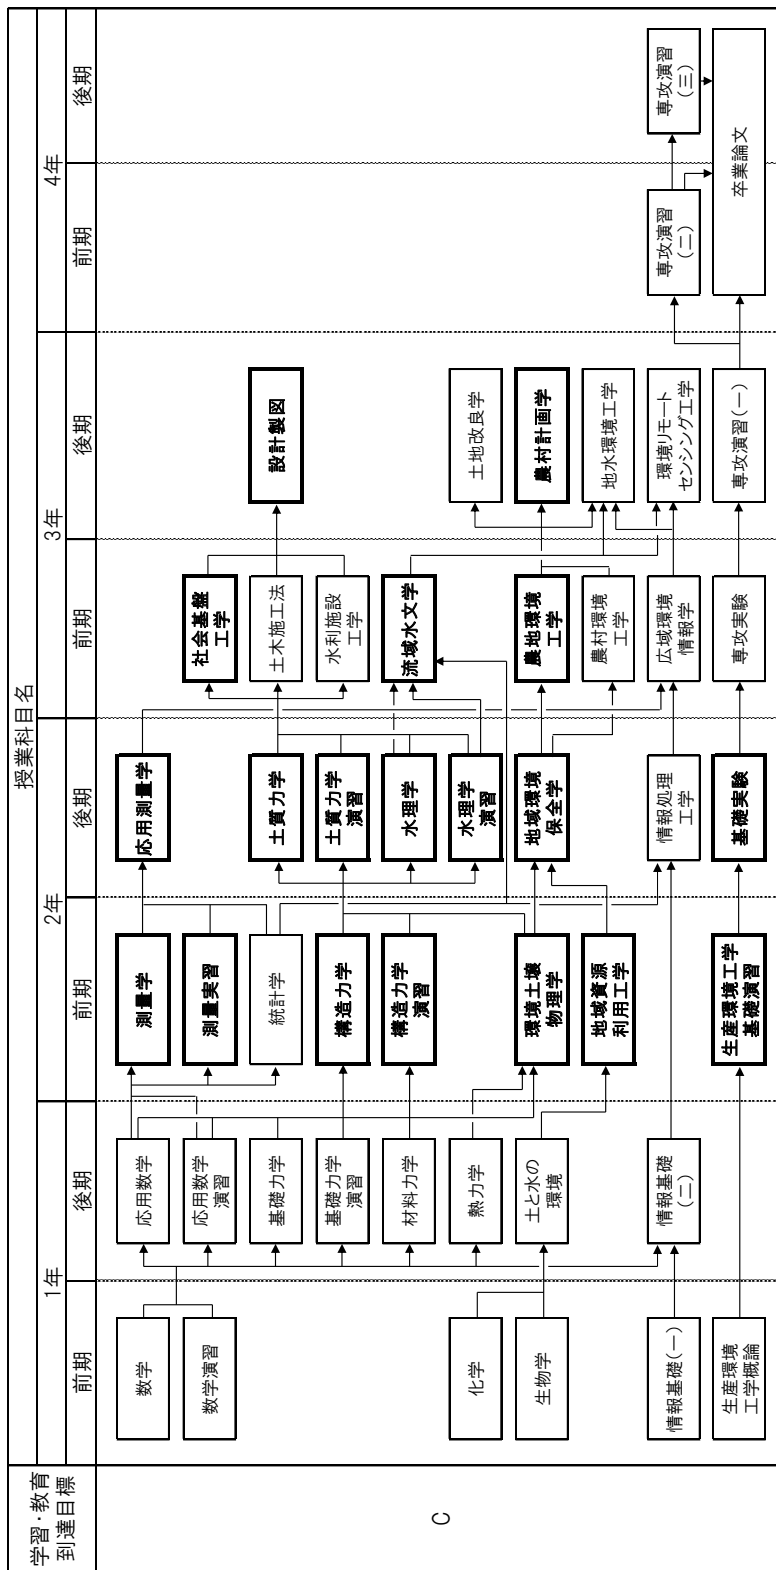 学習・教育
到達目標
授業科目名
1年
2年
3年
4年
前期
後期
前期
後期
前期
後期
前期
後期
C
数学
数学演習
化学
生物学
情報基礎(一)
生産環境
工学概論
応用数学
応用数学
演習
基礎力学
基礎力学
演習
材料力学
熱力学
土と水の
環境
情報基礎
(二)
測量学
測量実習
統計学
構造力学
構造力学
演習
環境土壌
物理学
地域資源
利用工学
生産環境工学
基礎演習
応用測量学
土質力学
土質力学
演習
水理学
水理学
演習
地域環境
保全学
情報処理
工学
基礎実験
社会基盤
工学
土木施工法
水利施設
工学
流域水文学
農地環境
工学
農村環境
工学
広域環境
情報学
専攻実験
設計製図
土地改良学
農村計画学
地水環境工学
環境リモート
センシング工学
専攻演習(一)
専攻演習
(二)
専攻演習
(三)
卒業論文